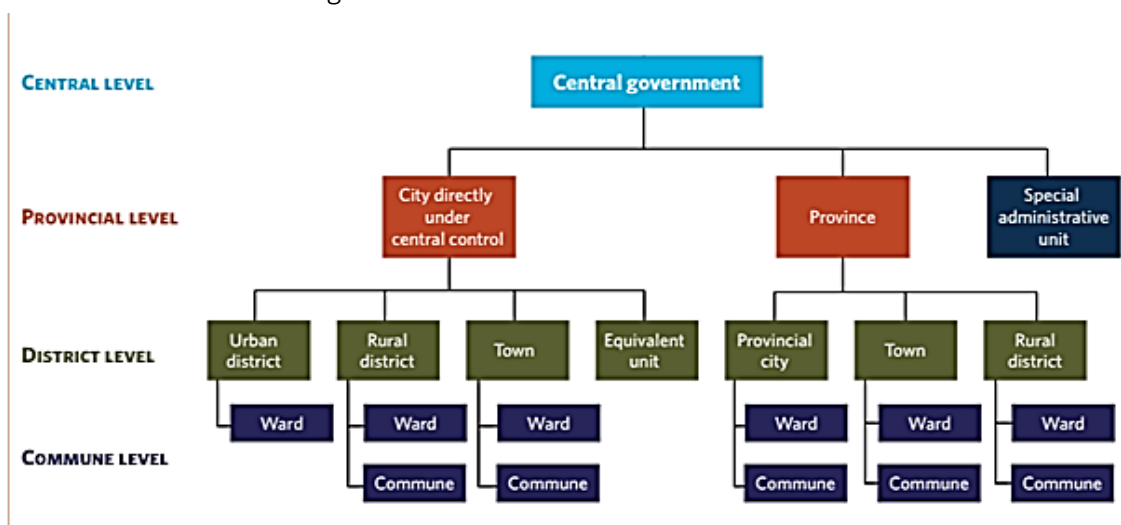 CENTRAL LEVEL
Central government
PROVINCIAL LEVEL
City directly
under
central control
Province
Special
administrative
unit
DISTRICT LEVEL
Urban
district
Rural
district
Town
Equivalent
unit
Provincial
city
Town
Rural
district
COMMUNE LEVEL
Ward
Ward
Ward
Ward
Ward
Ward
Commune
Commune
Commune
Commune
Commune